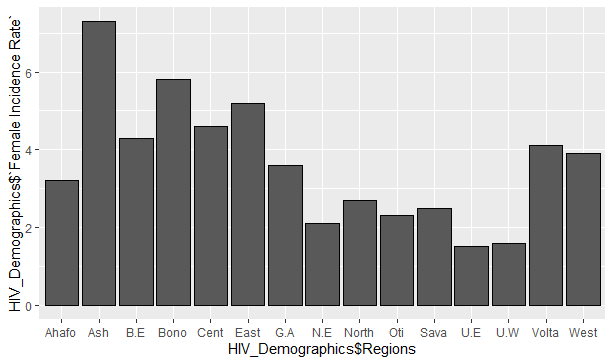 HIV_Demographics$`Female Incidence Rate`
6
4
2
0
Ahafo Ash B.E Bono Cent East G.A N.E North Oti Sava U.E U.W Volta West
HIV_Demographics$Regions